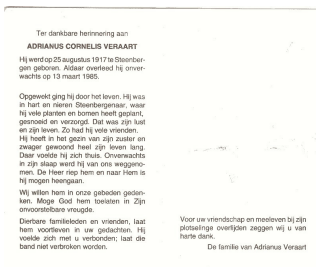 Ter dankbare herinnering aan
ADRIANUS CORNELIS VERAART
Hij werd op 25 augustus 1917 te Steenber-
gen geboren. Aldaar overleed hij onver-
wachts op 13 maart 1985.
Opgewekt ging hij door het leven. Hij was
in hart en nieren Steenbergenaar, waar
hij vele planten en bomen heeft geplant,
gesnoeid en verzorgd. Dat was zijn lust
en zijn leven. Zo had hij vele vrienden.
Hij heeft in het gezin van zijn zuster en
zwager gewoond heel zijn leven lang.
Daar voelde hij zich thuis. Onverwachts
in zijn slaap werd hij van ons weggeno-
men. De Heer riep hem en naar Hem is
hij mogen heengaan.
Wij willen hem in onze gebeden geden-
ken. Moge God hem toelaten in Zijn
onvoorstelbare vreugde.
Dierbare familieleden en vrienden, laat
hem voortleven in uw gedachten. Hij
voelde zich met u verbonden; laat die
band niet verbroken worden.
Voor uw vriendschap en meeleven bij zijn
plotselinge overlijden zeggen wij u van
harte dank.
De familie van Adrianus Veraart